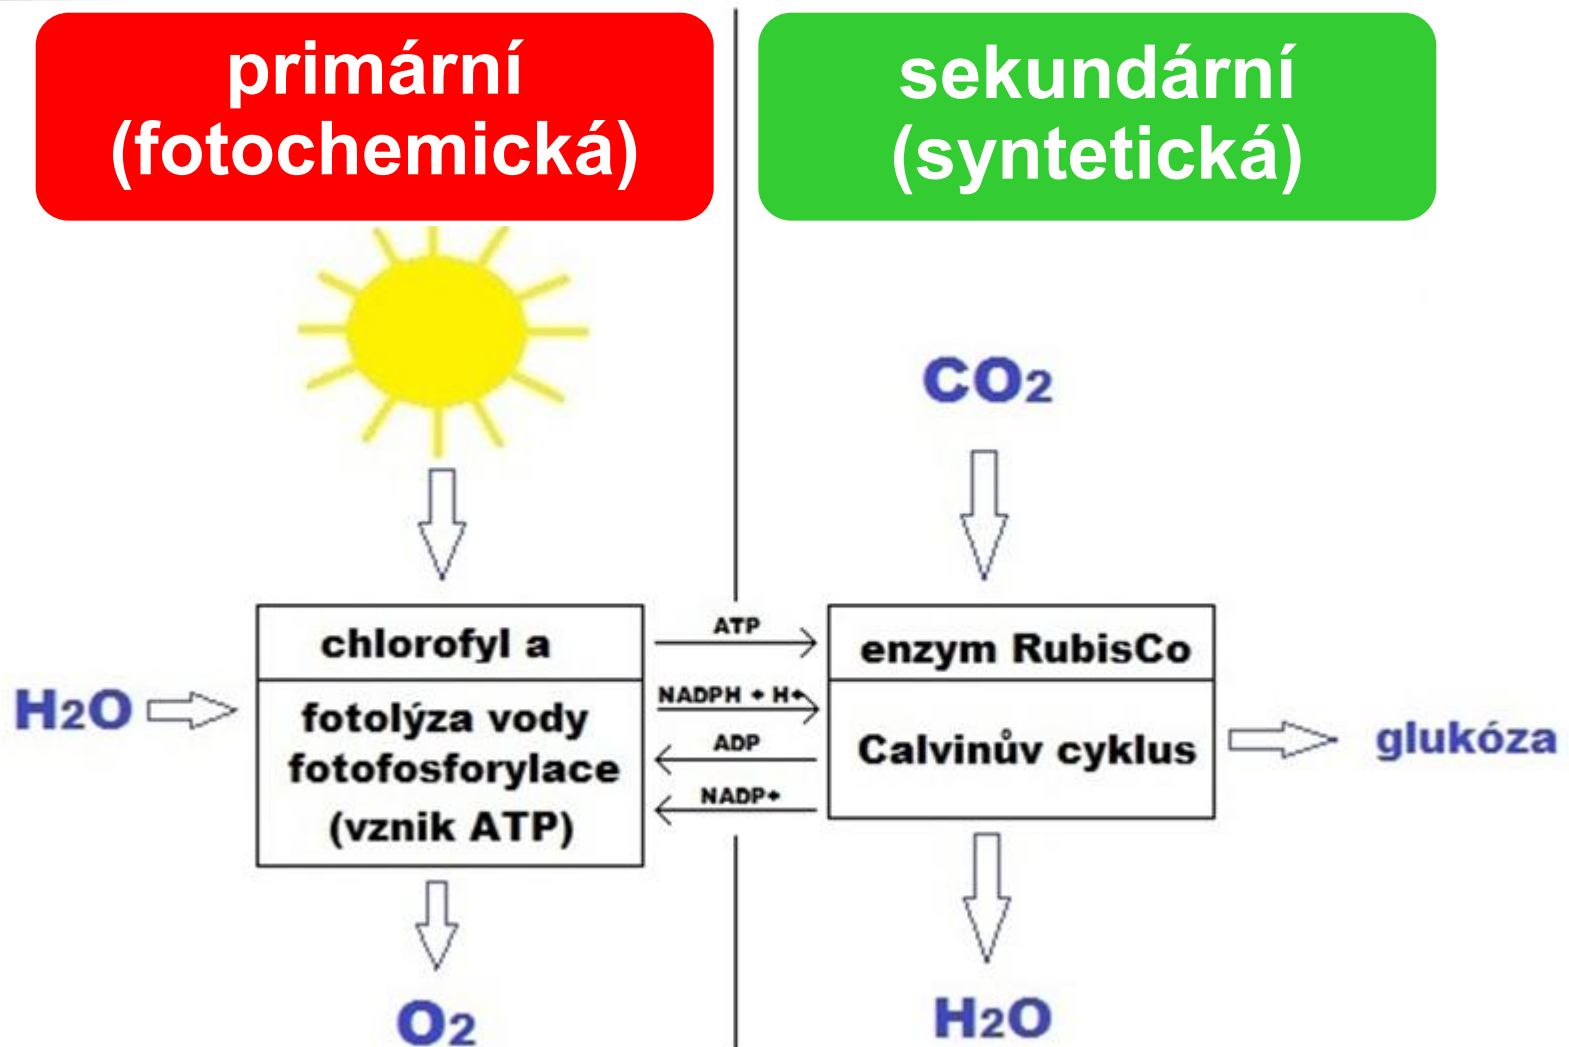 primární
(fotochemická)
sekundární
(syntetická)
CO2
chlorofyl a
ATP
enzym RubisCo
H2O
fotolýza vody
fotofosforylace
(vznik ATP)
NADPH + H+
ADP
NADP+
Calvinův cyklus
glukóza
O2
H2O